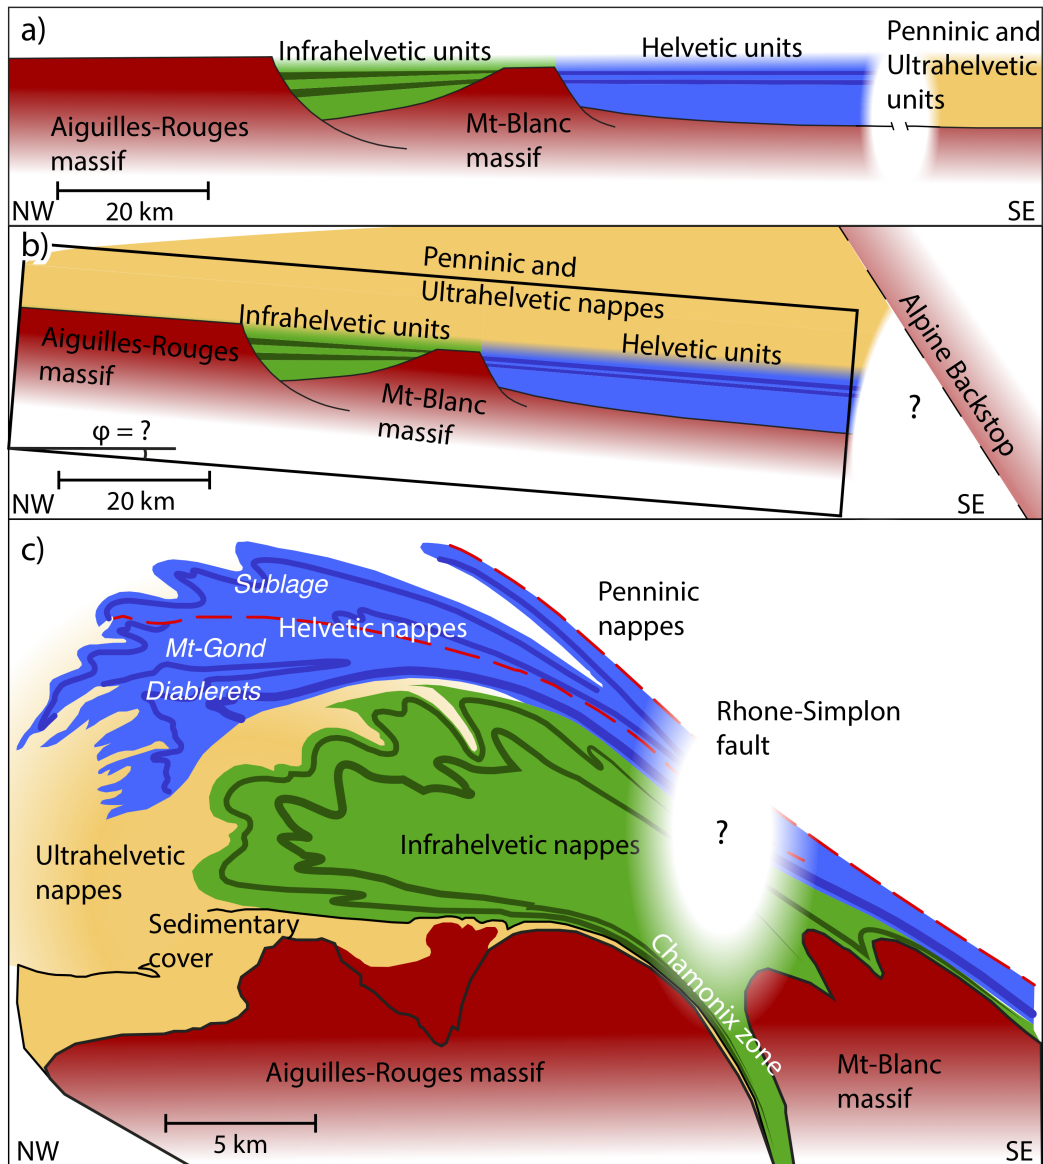 a)
Infrahelvetic units
Helvetic units
Penninic and
Ultrahelvetic
units
Aiguilles-Rouges
massif
Mt-Blanc
massif
20 km
NW
SE
b)
Penninic and
Ultrahelvetic nappes
Infrahelvetic units
Helvetic units
Aiguilles-Rouges
massif
Mt-Blanc
massif
Alpine Backstop
?
φ = ?
20 km
NW
SE
c)
Sublage
Helvetic nappes
Mt-Gond
Diablerets
Penninic
nappes
Rhone-Simplon
fault
?
Infrahelvetic nappes
Ultrahelvetic
nappes
Sedimentary
cover
Chamonix zone
Aiguilles-Rouges massif
Mt-Blanc
massif
5 km
NW
SE